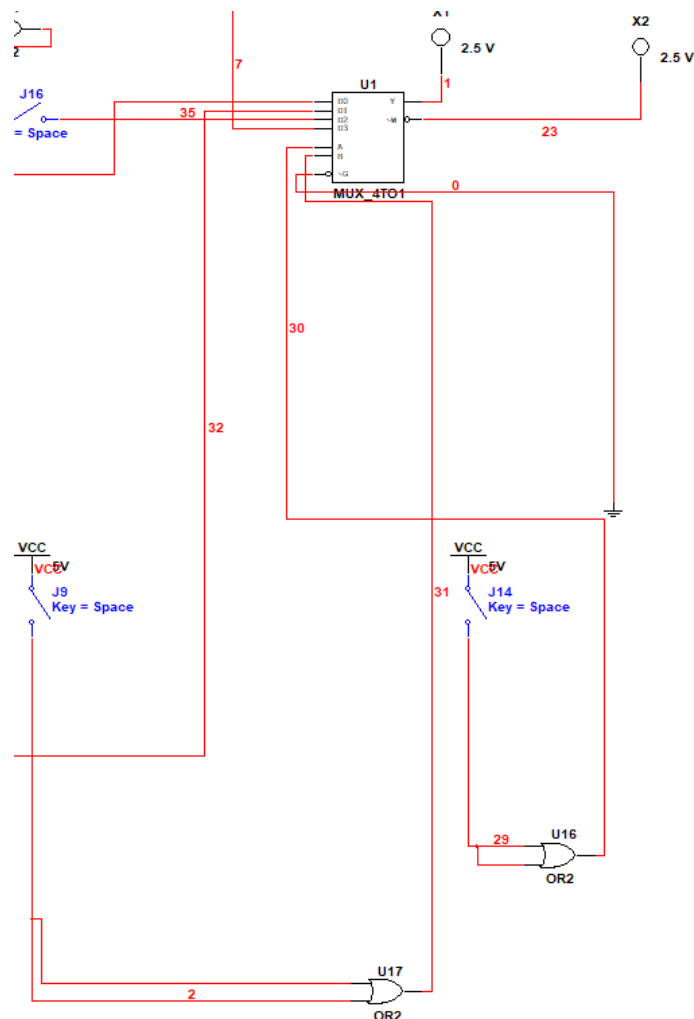 X1
X2
2.5 V
2.5 V
2
7
J16
U1
1
35
= Space
D0
D1
D2
D3
A
B
~G
Y
~W
23
0
MUX_4TO1
30
32
VCC
5V
VCC
J9
Key = Space
VCC
5V
VCC
31
J14
Key = Space
29
U16
OR2
U17
2
OR2